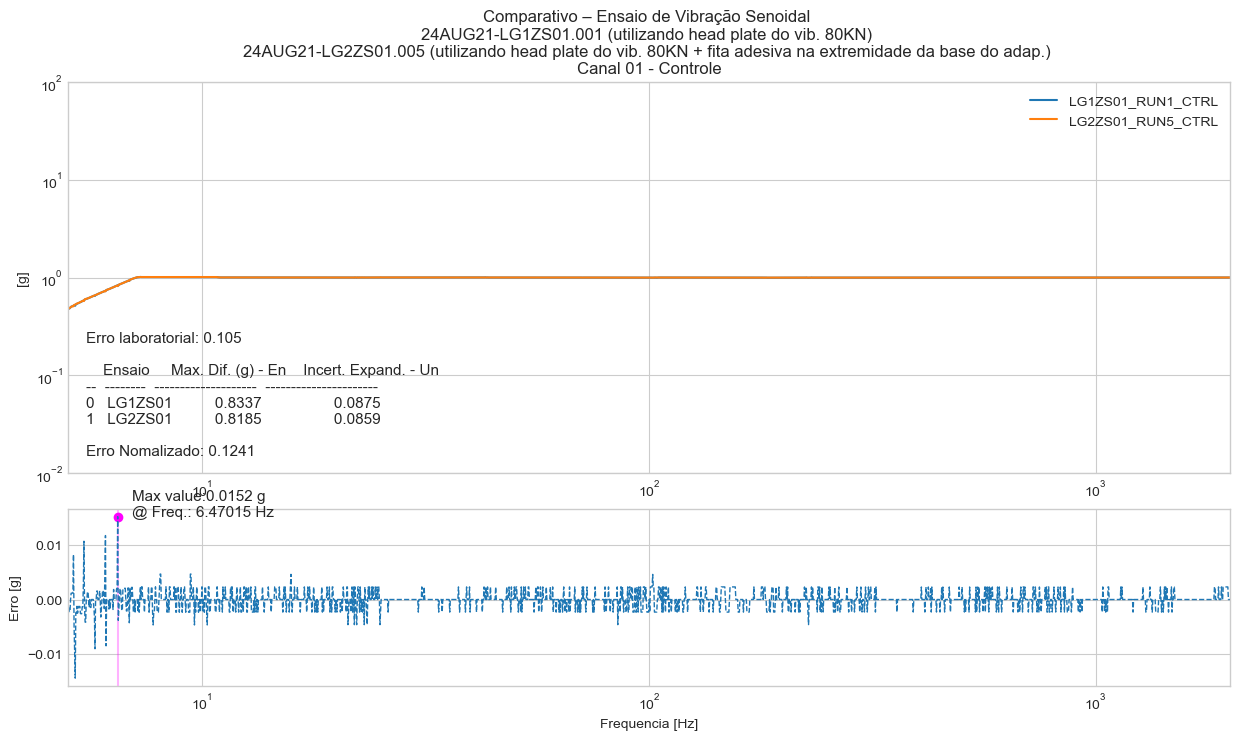 Comparativo – Ensaio de Vibração Senoidal
24AUG21-LG1ZS01.001 (utilizando head plate do vib. 80KN)
24AUG21-LG2ZS01.005 (utilizando head plate do vib. 80KN + fita adesiva na extremidade da base do adap.)
Canal 01 - Controle
LG1ZS01_RUN1_CTRL
LG2ZS01_RUN5_CTRL
10²
10¹
10⁰
10⁻¹
10⁻²
[g]
Erro laboratorial: 0.105
Ensaio Max. Dif. (g) - En Incert. Expand. - Un
-- -------- --------------------- -----------------------
0 LG1ZS01 0.8337 0.0875
1 LG2ZS01 0.8185 0.0859
Erro Nomalizado: 0.1241
10¹ 10² 10³
Max value:0.0152 g
@ Freq.: 6.47015 Hz
0.01
0.00
−0.01
Erro [g]
10¹ 10² 10³
Frequencia [Hz]